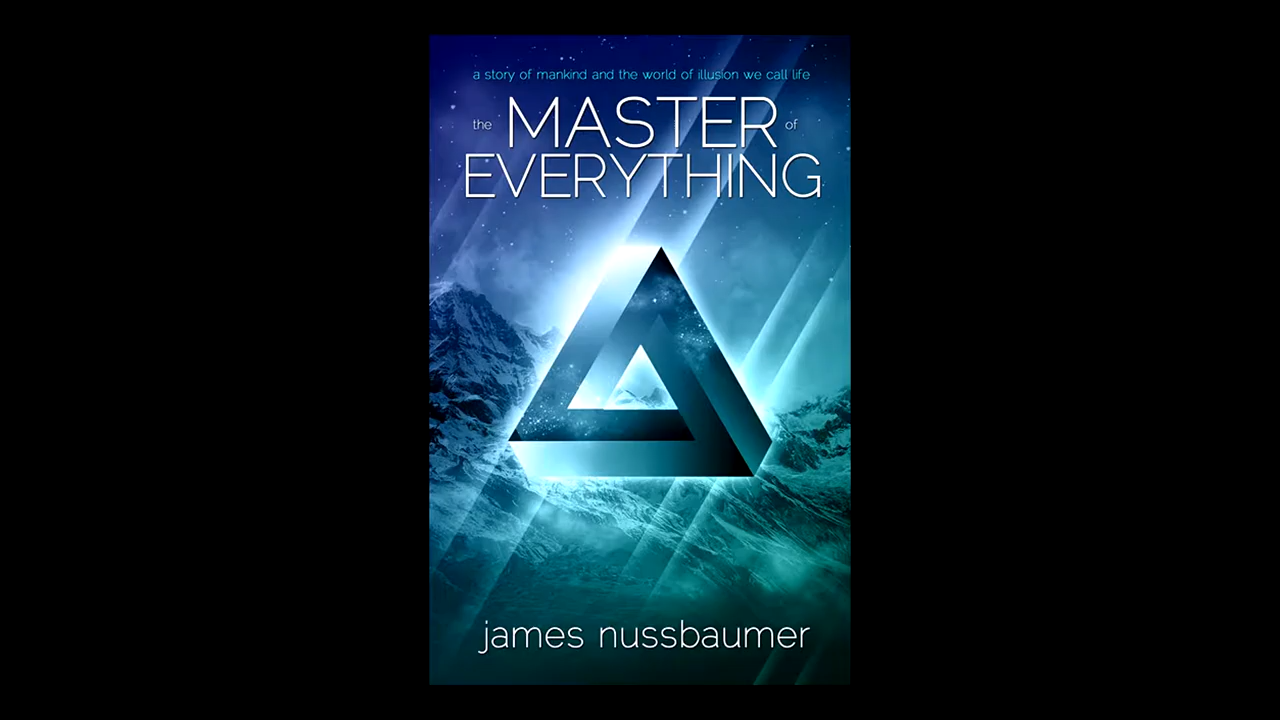 a story of mankind and the world of illusion we call life
the MASTER of
EVERYTHING
james nussbaumer